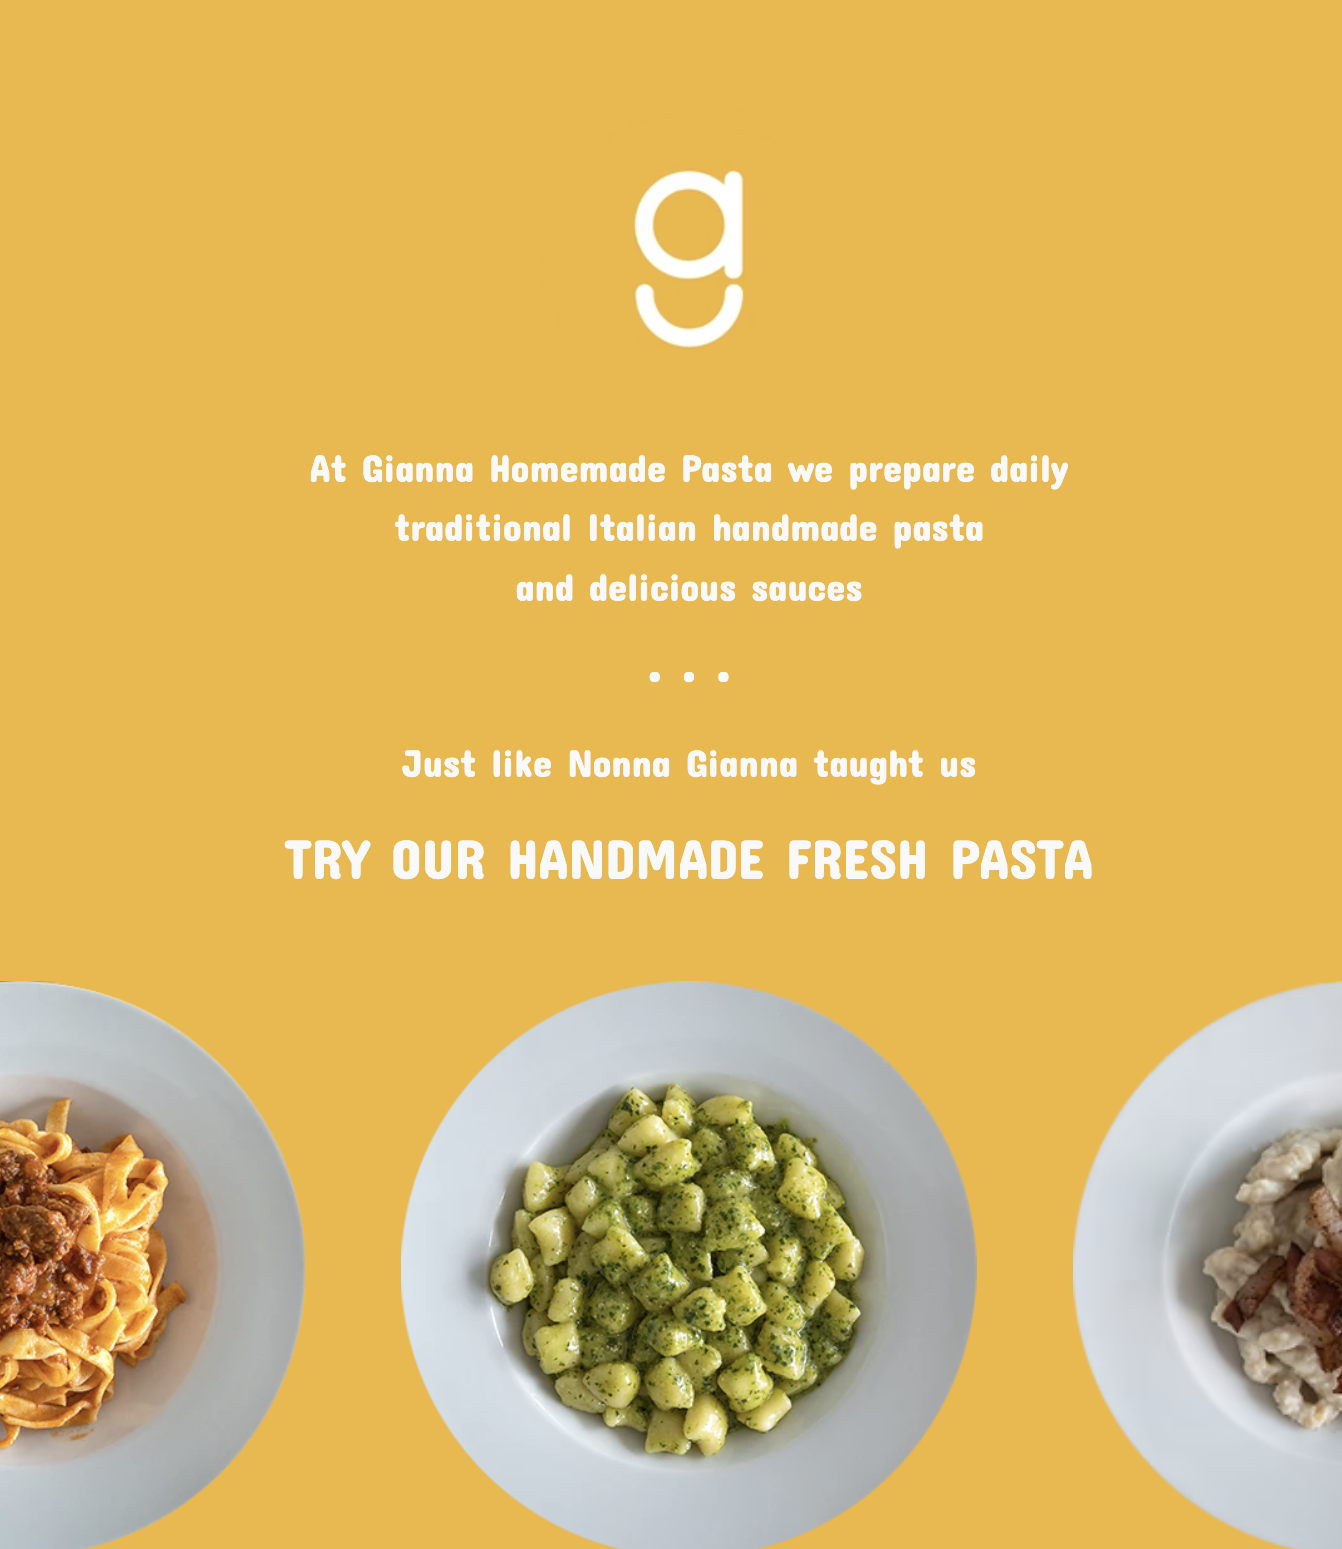 g
At Gianna Homemade Pasta we prepare daily
traditional Italian handmade pasta
and delicious sauces
• • •
Just like Nonna Gianna taught us
TRY OUR HANDMADE FRESH PASTA